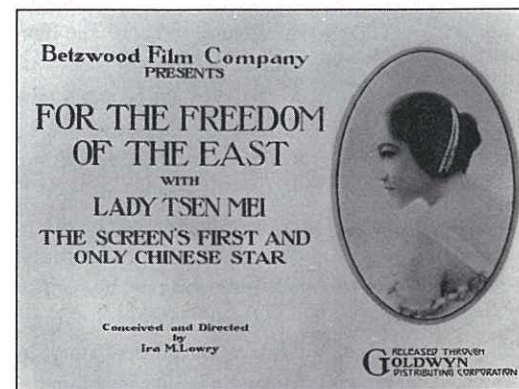 Betzwood Film Company
PRESENTS
FOR THE FREEDOM
OF THE EAST
WITH
LADY TSEN MEI
THE SCREEN'S FIRST AND
ONLY CHINESE STAR
Conceived and Directed
by
Ira M. Lowry
RELEASED THROUGH
GOLDWYN
DISTRIBUTING CORPORATION